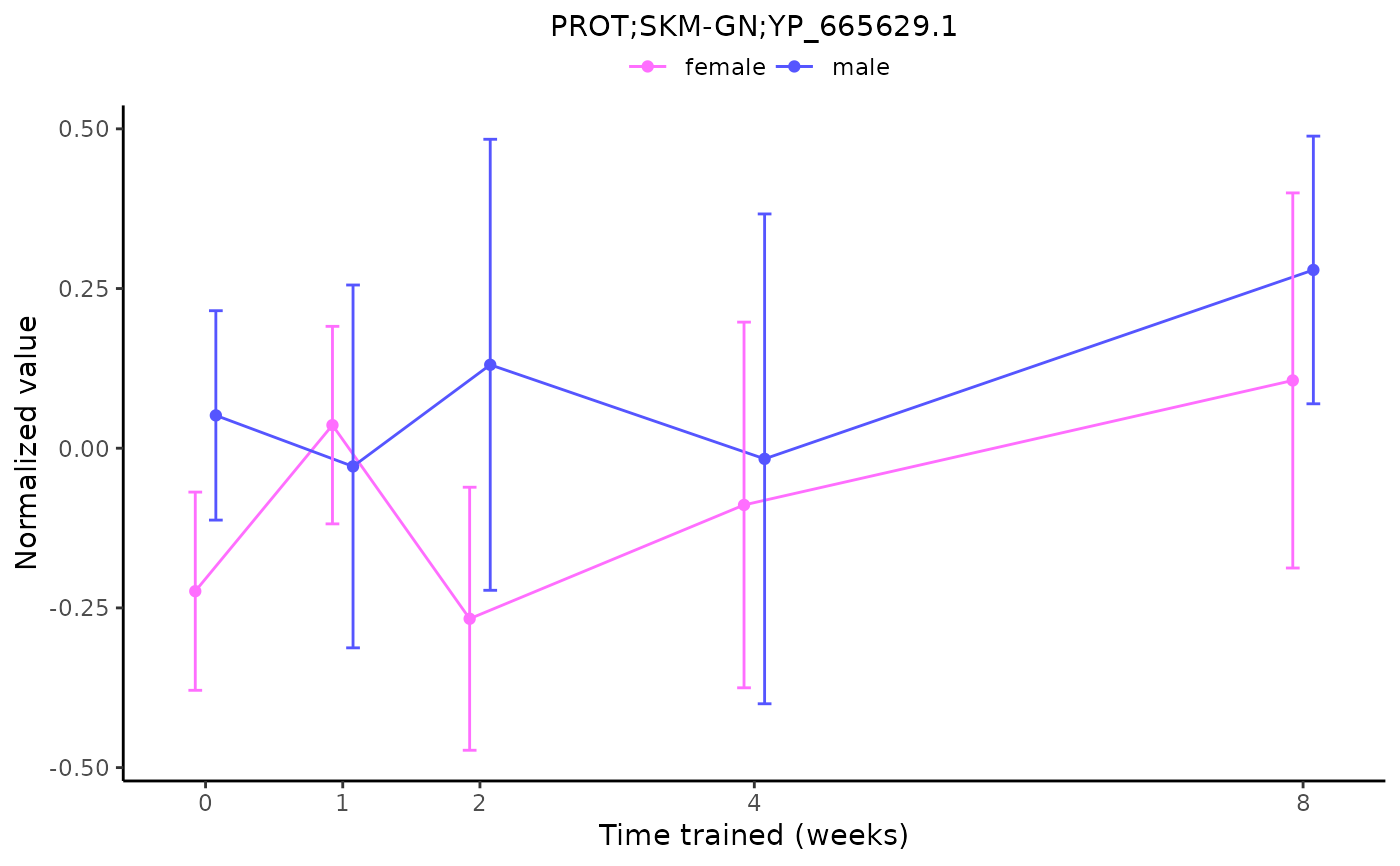 PROT;SKM-GN;YP_665629.1
female male
0.50
0.25
0.00
-0.25
-0.50
Normalized value
0 1 2 4 8
Time trained (weeks)